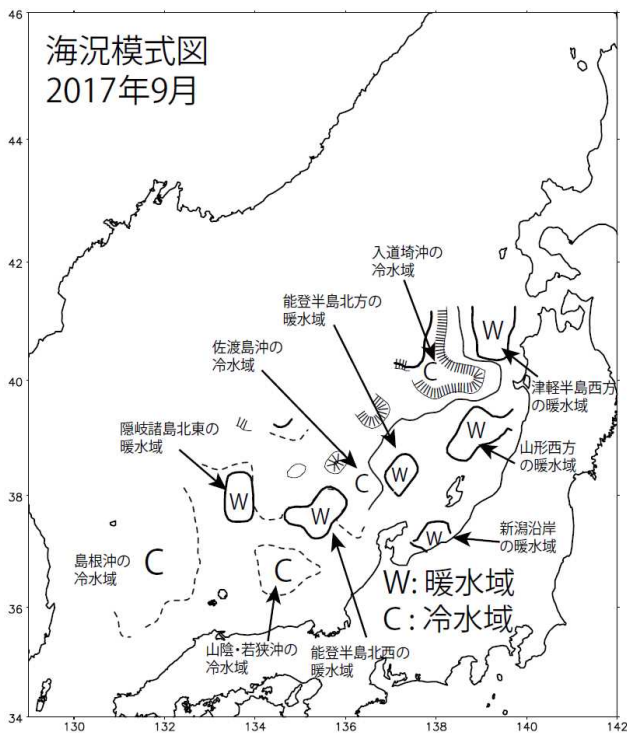 海況模式図
2017年9月
入道埼沖の
冷水域
能登半島北方の
暖水域
佐渡島沖の
冷水域
隠岐諸島北東の
暖水域
島根沖の
冷水域
山陰・若狭沖の
冷水域
能登半島北西の
暖水域
津軽半島西方
の暖水域
山形西方
の暖水域
新潟沿岸
の暖水域
W
C
W
W
C
W
W
W
C
C
W: 暖水域
C: 冷水域
46
44
42
40
38
36
34
130
132
134
136
138
140
142